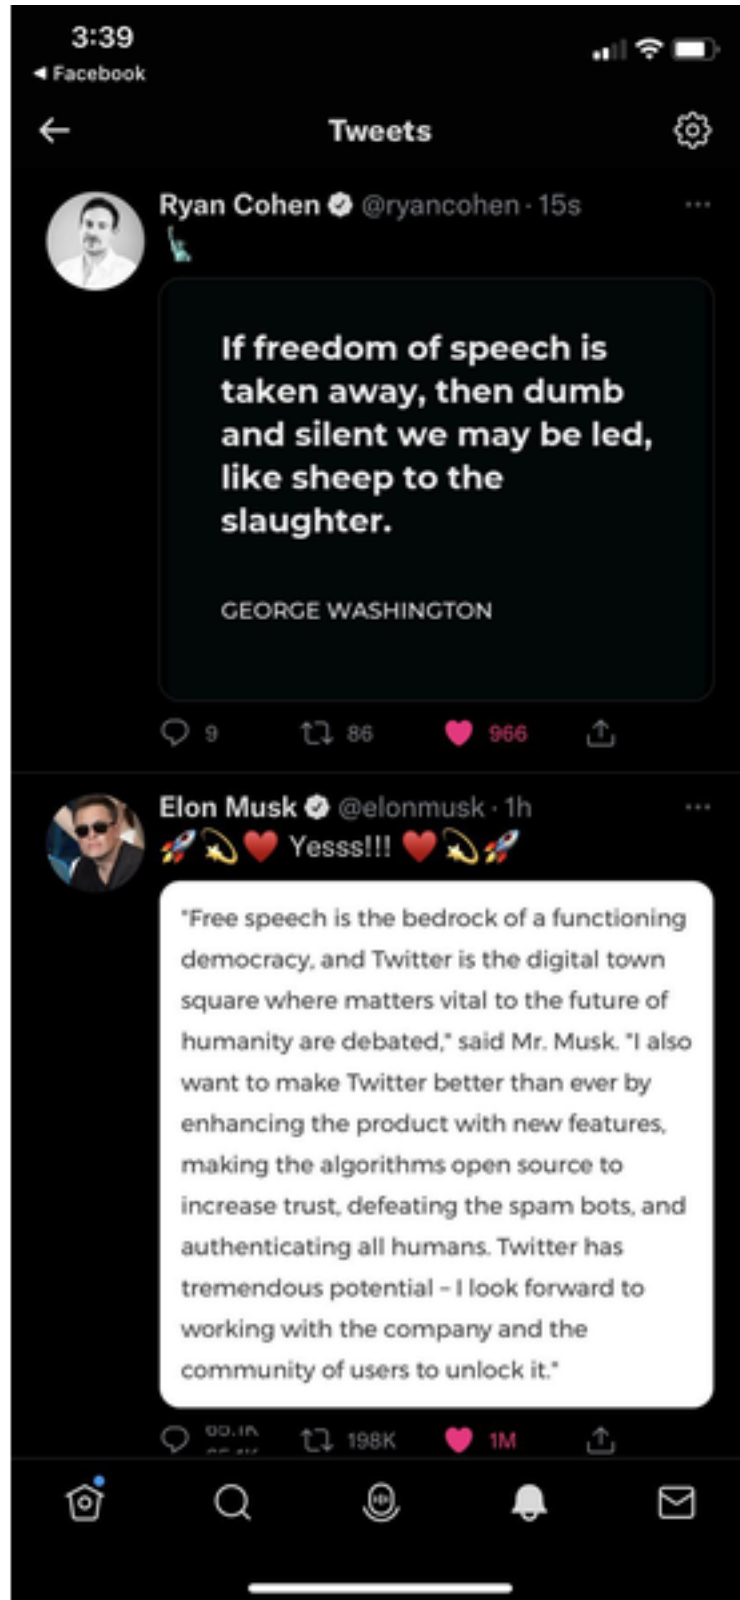 3:39
Facebook
Tweets
Ryan Cohen @ryancohen · 15s
If freedom of speech is
taken away, then dumb
and silent we may be led,
like sheep to the
slaughter.
GEORGE WASHINGTON
9 86 966
Elon Musk @elonmusk · 1h
Yesss!!!
"Free speech is the bedrock of a functioning
democracy, and Twitter is the digital town
square where matters vital to the future of
humanity are debated," said Mr. Musk. "I also
want to make Twitter better than ever by
enhancing the product with new features,
making the algorithms open source to
increase trust, defeating the spam bots, and
authenticating all humans. Twitter has
tremendous potential – I look forward to
working with the company and the
community of users to unlock it."
198K 1M